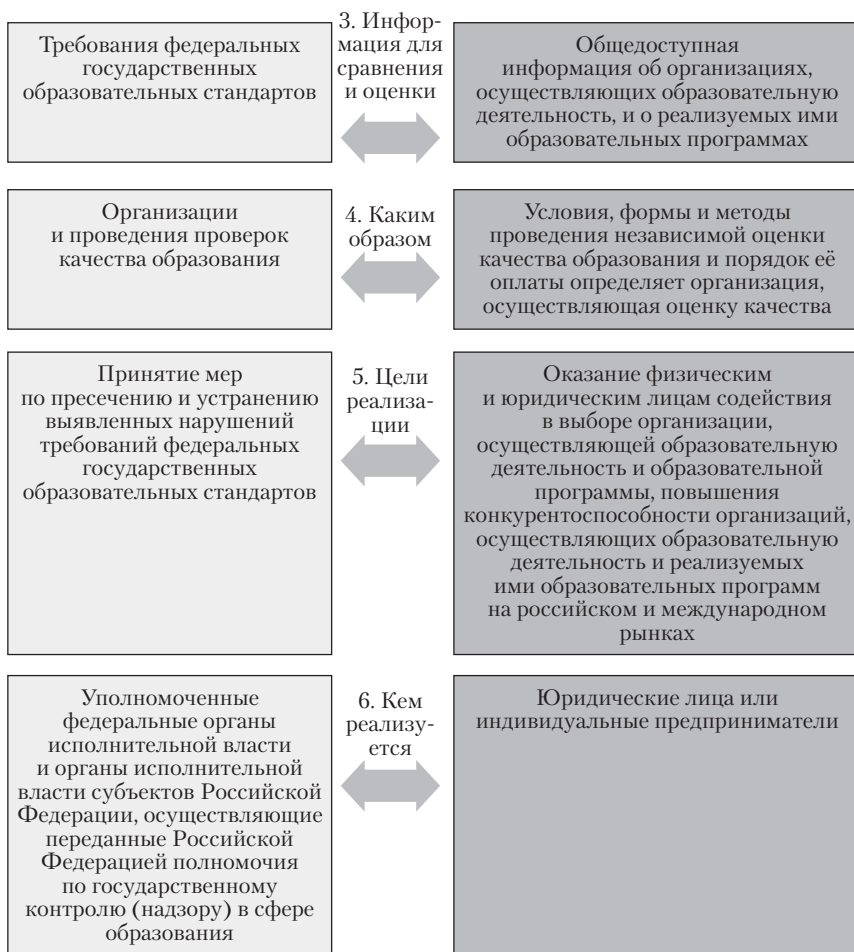 Требования федеральных
государственных
образовательных стандартов
3. Инфор-
мация для
сравнения
и оценки
Общедоступная
информация об организациях,
осуществляющих образовательную
деятельность, и о реализуемых ими
образовательных программах
Организации
и проведения проверок
качества образования
4. Каким
образом
Условия, формы и методы
проведения независимой оценки
качества образования и порядок её
оплаты определяет организация,
осуществляющая оценку качества
Принятие мер
по пресечению и устранению
выявленных нарушений
требований федеральных
государственных
образовательных стандартов
5. Цели
реализа-
ции
Оказание физическим
и юридическим лицам содействия
в выборе организации,
осуществляющей образовательную
деятельность и образовательной
программы, повышения
конкурентоспособности организаций,
осуществляющих образовательную
деятельность и реализуемых
ими образовательных программ
на российском и международном
рынках
Уполномоченные
федеральные органы
исполнительной власти
и органы исполнительной
власти субъектов Российской
Федерации, осуществляющие
переданные Российской
Федерацией полномочия
по государственному
контролю (надзору) в сфере
образования
6. Кем
реализу-
ется
Юридические лица или
индивидуальные предприниматели